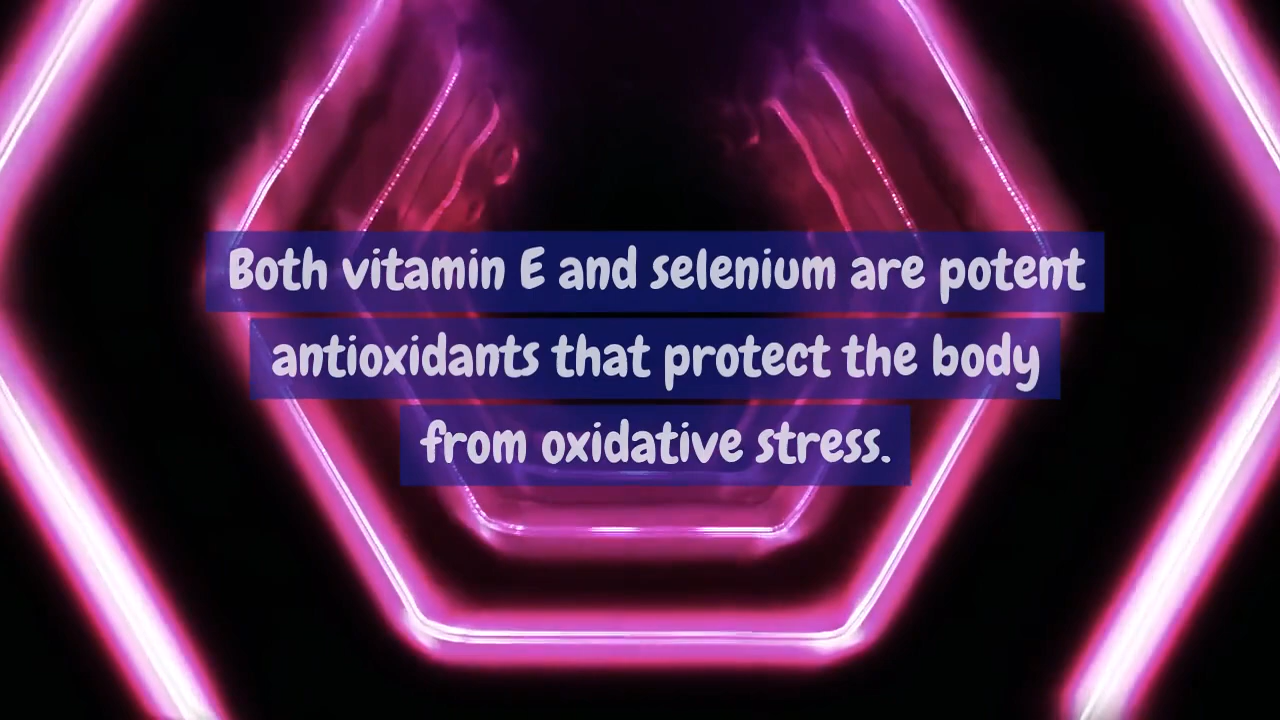 Both vitamin E and selenium are potent
antioxidants that protect the body
from oxidative stress.